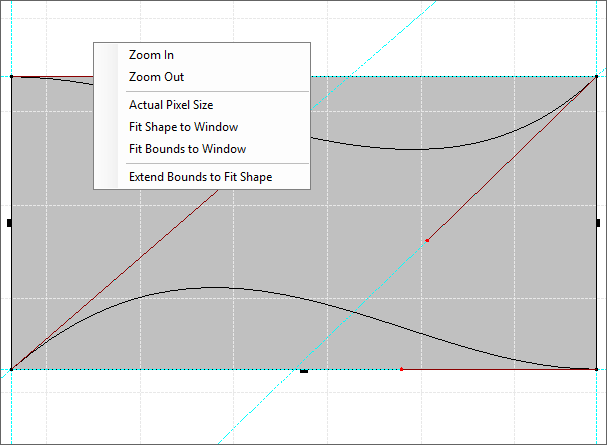 Zoom In
Zoom Out
Actual Pixel Size
Fit Shape to Window
Fit Bounds to Window
Extend Bounds to Fit Shape